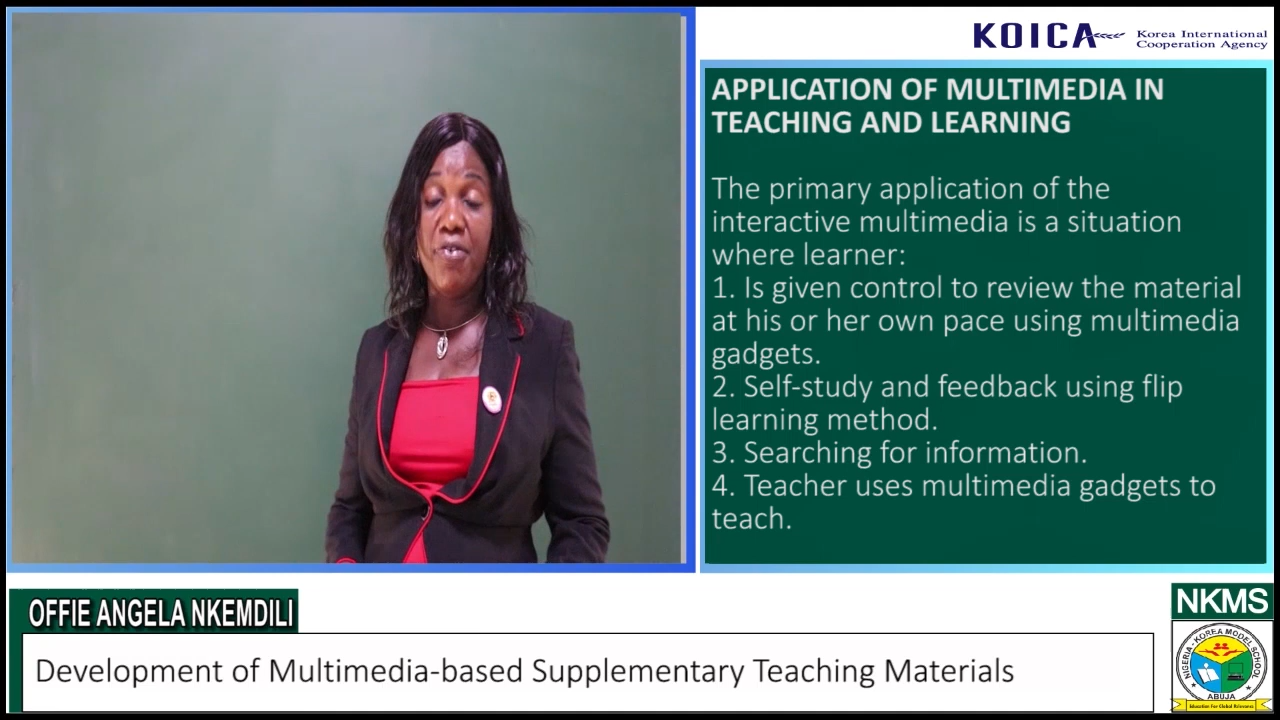 KOICA
Korea International
Cooperation Agency
APPLICATION OF MULTIMEDIA IN
TEACHING AND LEARNING
The primary application of the
interactive multimedia is a situation
where learner:
1. Is given control to review the material
at his or her own pace using multimedia
gadgets.
2. Self-study and feedback using flip
learning method.
3. Searching for information.
4. Teacher uses multimedia gadgets to
teach.
OFFIE ANGELA NKEMDILI
Development of Multimedia-based Supplementary Teaching Materials
NKMS
NIGERIA - KOREA MODEL SCHOOL
ABUJA
Education For Global Relevance